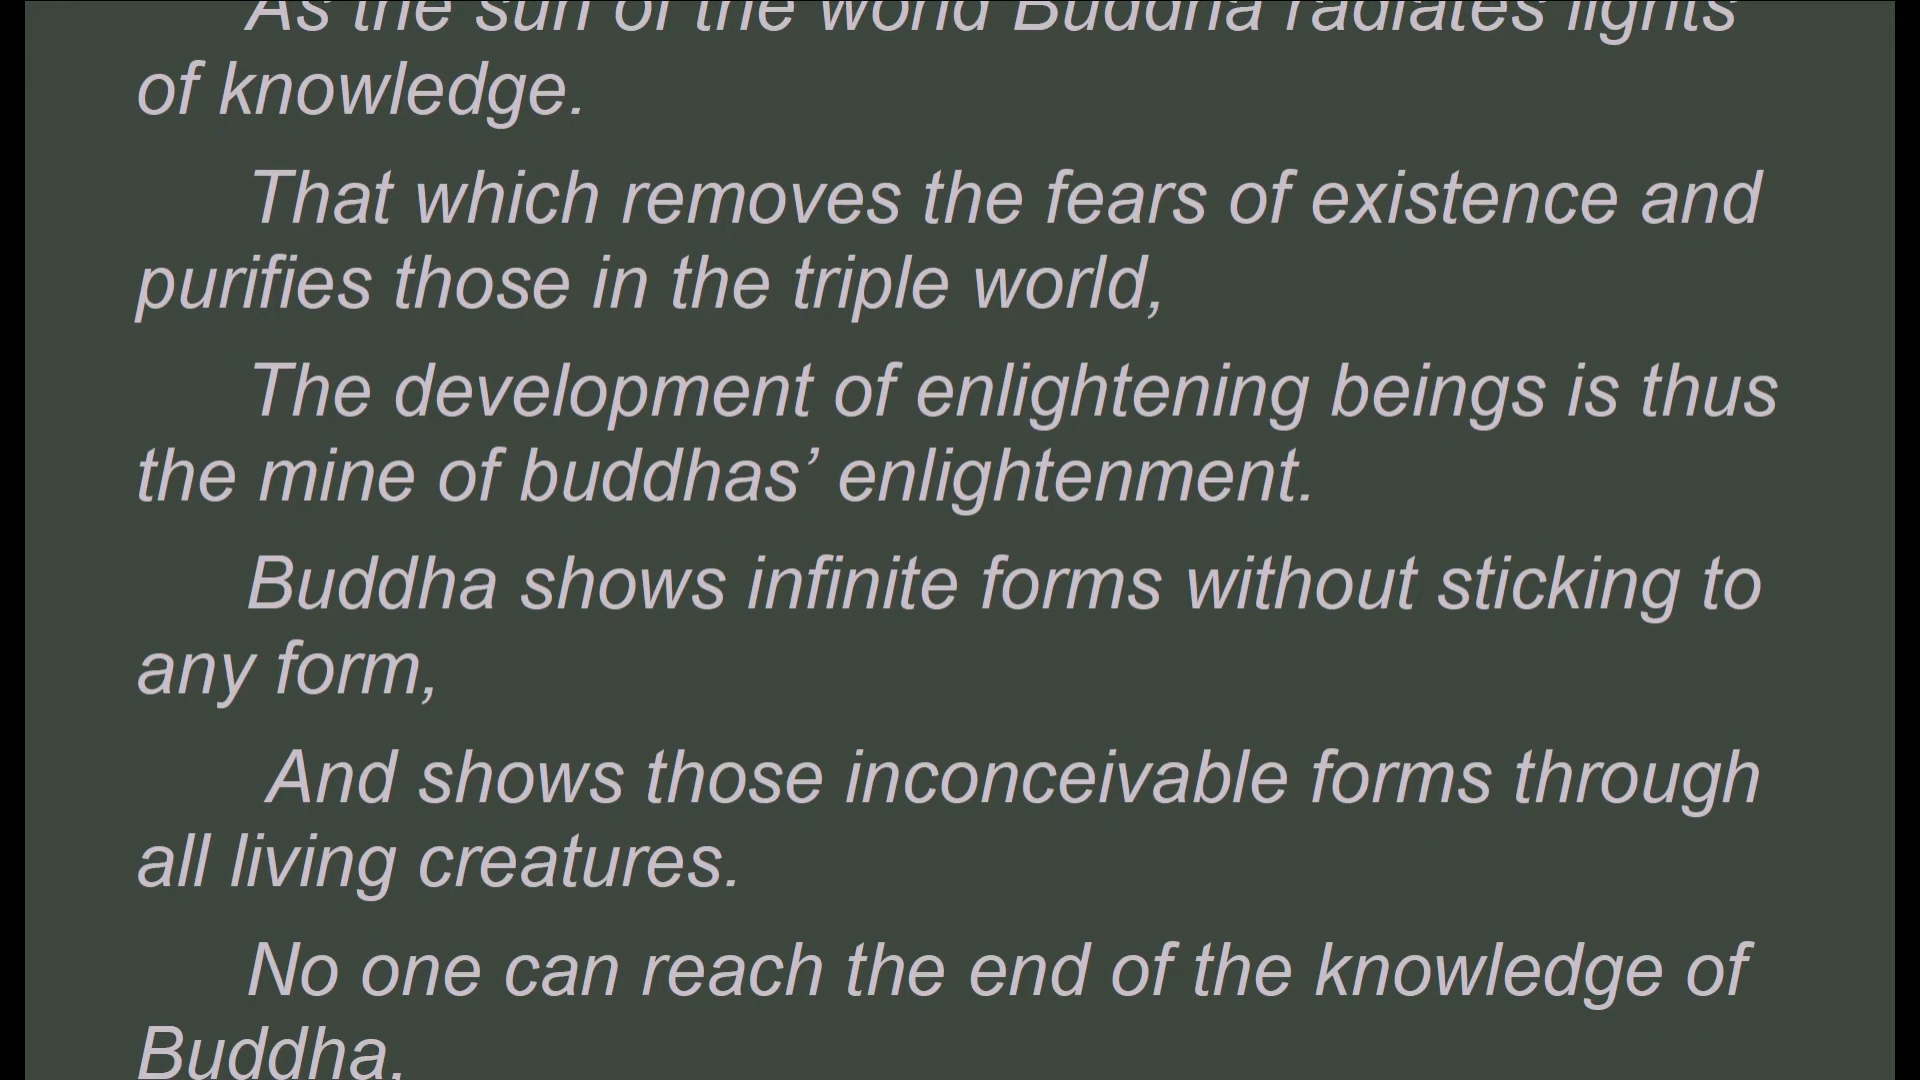 As the sun of the world Buddha radiates lights
of knowledge.
That which removes the fears of existence and
purifies those in the triple world,
The development of enlightening beings is thus
the mine of buddhas’ enlightenment.
Buddha shows infinite forms without sticking to
any form,
And shows those inconceivable forms through
all living creatures.
No one can reach the end of the knowledge of
Buddha,